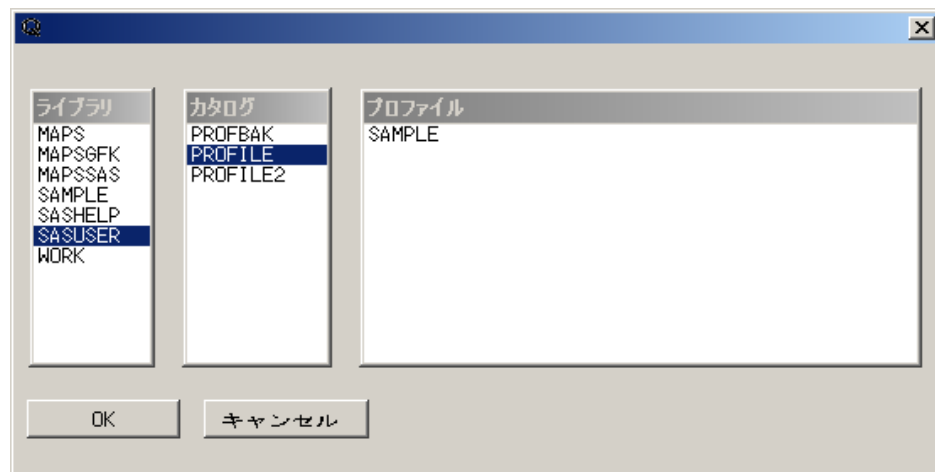 ライブラリ
MAPS
MAPSGFK
MAPSSAS
SAMPLE
SASHELP
SASUSER
WORK
カタログ
PROFBAK
PROFILE
PROFILE2
プロファイル
SAMPLE
OK
キャンセル